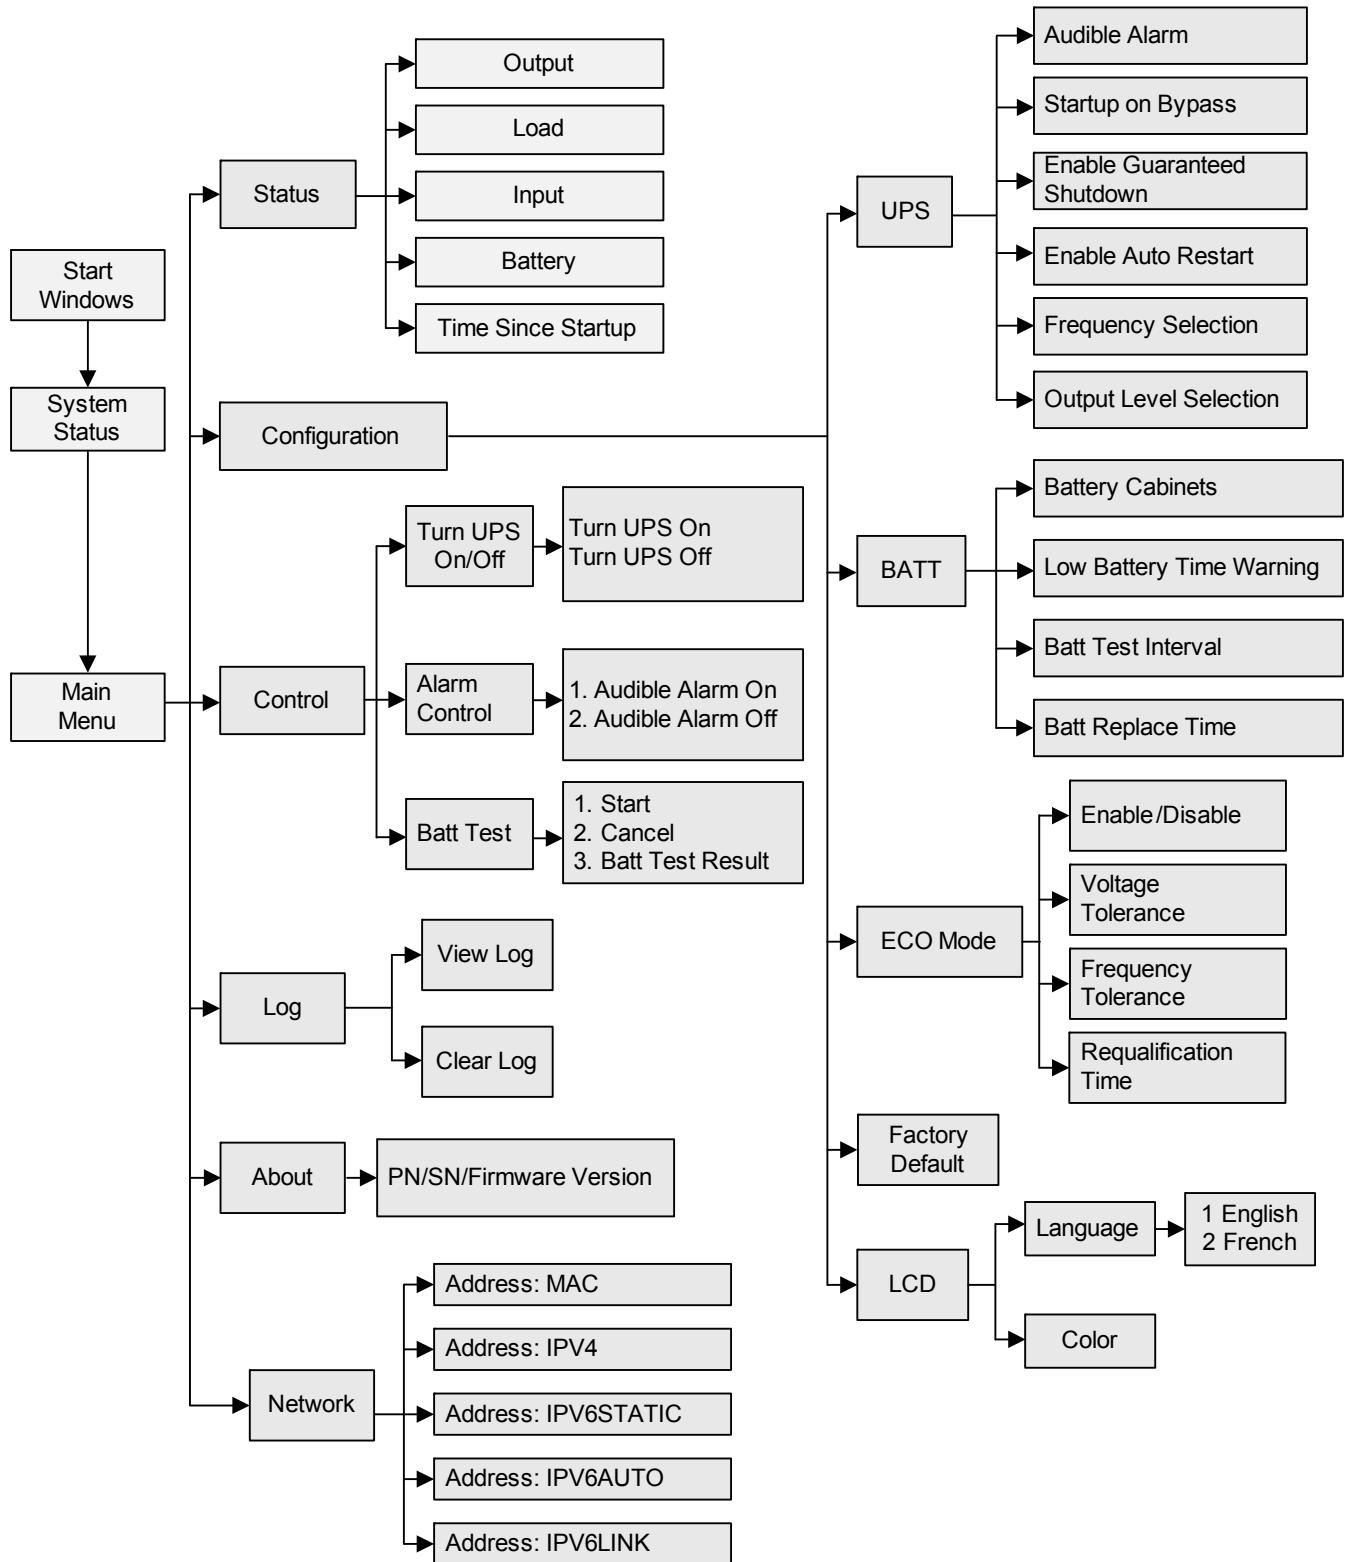 Start
Windows
System
Status
Main
Menu
Status
Output
Load
Input
Battery
Time Since Startup
Configuration
Control
Turn UPS
On/Off
Turn UPS On
Turn UPS Off
Alarm
Control
1. Audible Alarm On
2. Audible Alarm Off
Batt Test
1. Start
2. Cancel
3. Batt Test Result
Log
View Log
Clear Log
About
PN/SN/Firmware Version
Network
Address: MAC
Address: IPV4
Address: IPV6STATIC
Address: IPV6AUTO
Address: IPV6LINK
UPS
Audible Alarm
Startup on Bypass
Enable Guaranteed
Shutdown
Enable Auto Restart
Frequency Selection
Output Level Selection
BATT
Battery Cabinets
Low Battery Time Warning
Batt Test Interval
Batt Replace Time
ECO Mode
Enable/Disable
Voltage
Tolerance
Frequency
Tolerance
Requalification
Time
Factory
Default
LCD
Language
1 English
2 French
Color